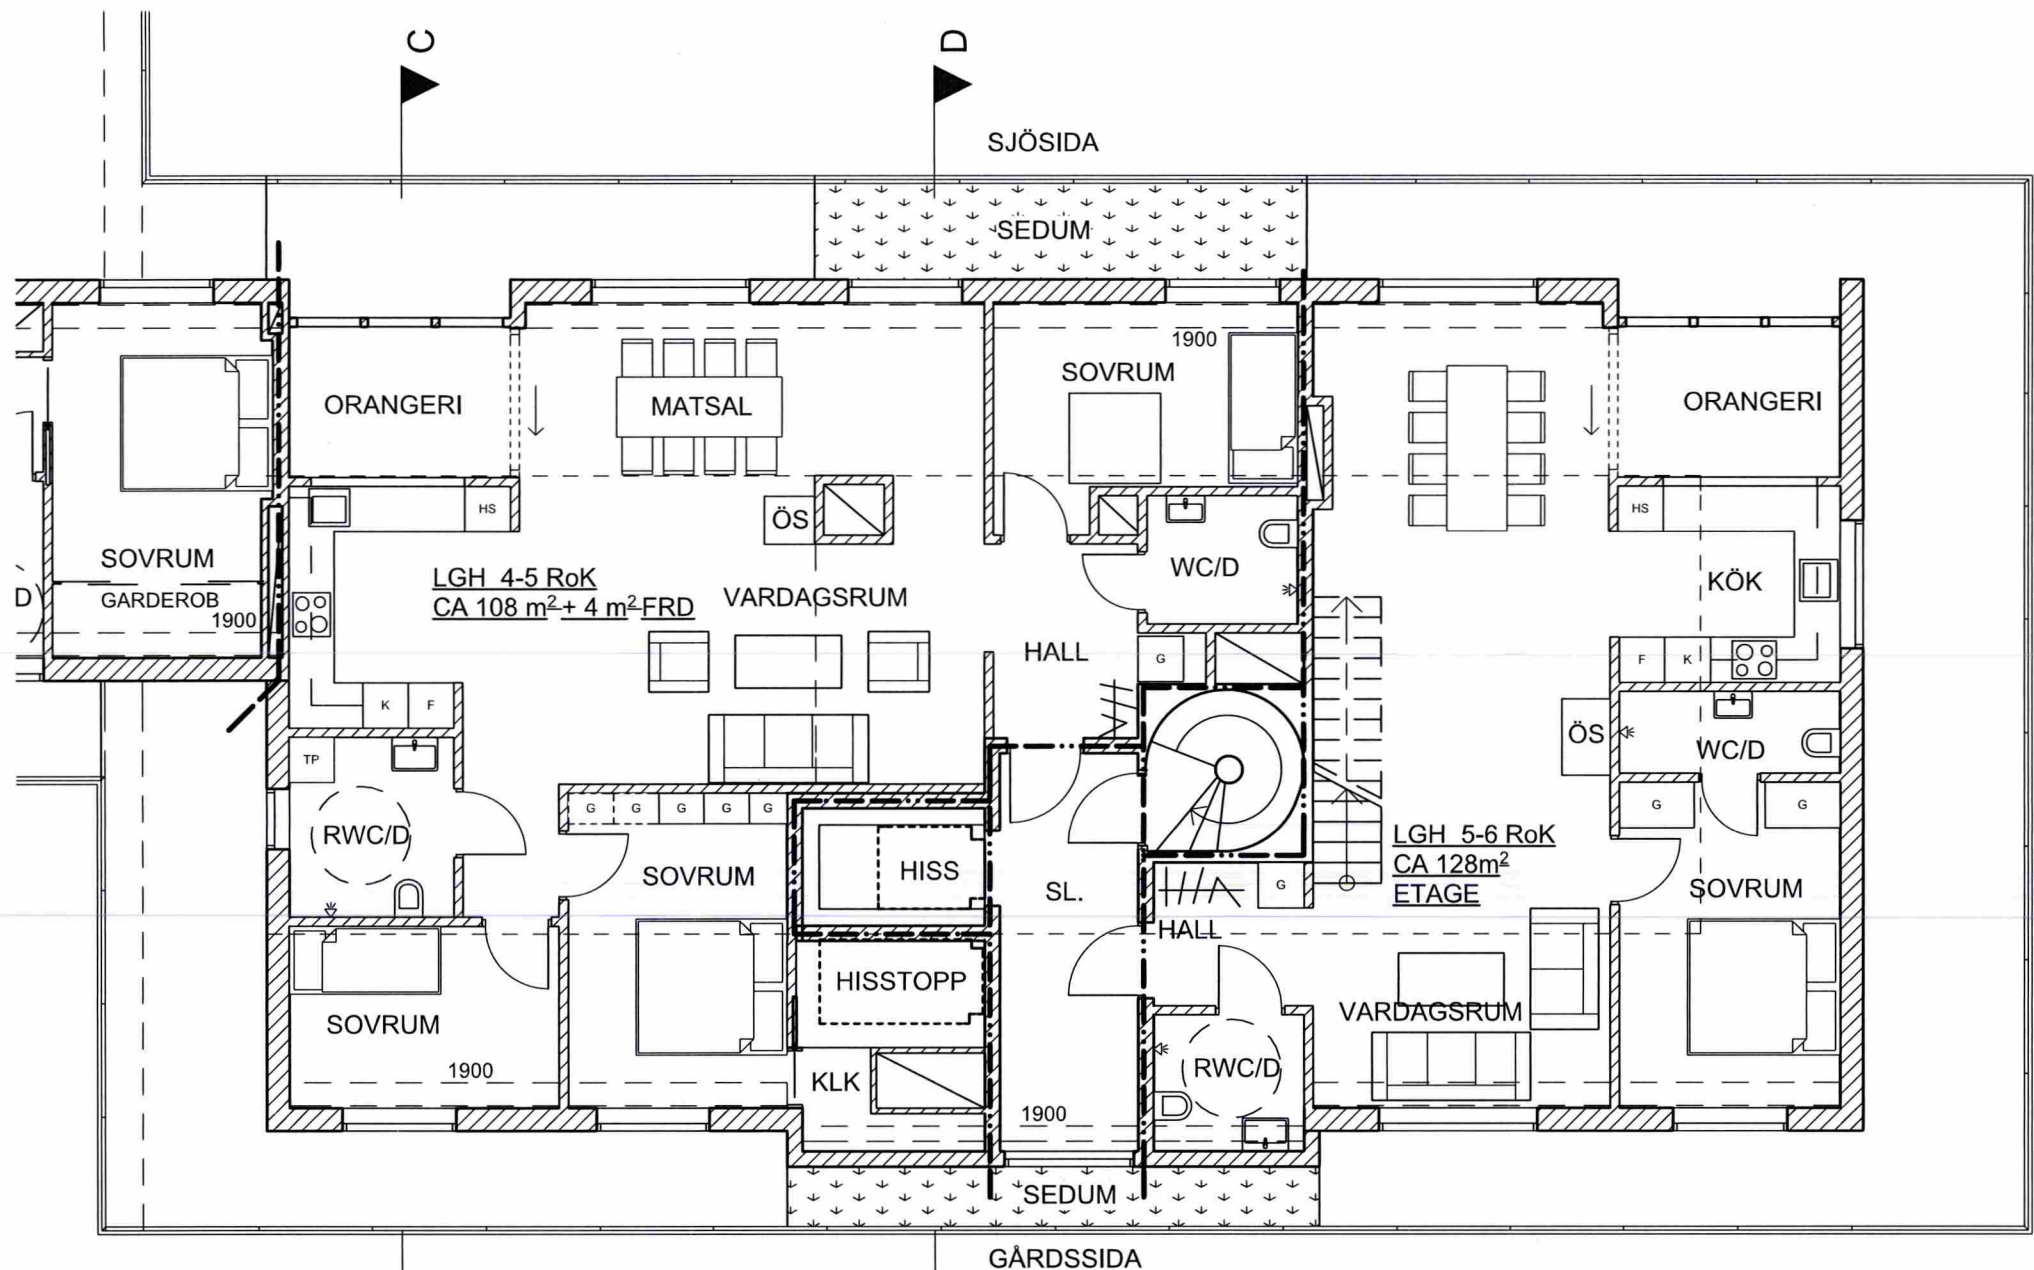 C
D
SJÖSIDA
SEDUM
1900
SOVRUM
ORANGERI
MATSAL
ORANGERI
HS
ÖS
HS
SOVRUM
GARDEROB
1900
D
LGH 4-5 RoK
CA 108 m² + 4 m² FRD
VARDAGSRUM
WC/D
KÖK
HALL
G
F
K
K
F
ÖS
WC/D
TP
RWC/D
G
G
G
G
G
G
G
SOVRUM
HISS
SL.
G
LGH 5-6 RoK
CA 128m²
ETAGE
SOVRUM
HALL
HISSTOPP
VARDAGSRUM
SOVRUM
1900
KLK
RWC/D
1900
SEDUM
GÅRDSSIDA